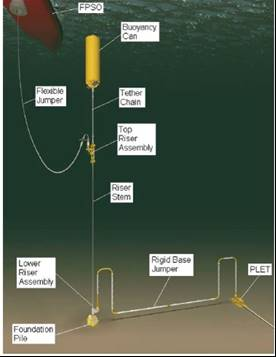 FPSO
Buoyancy
Can
Flexible
Jumper
Tether
Chain
Top
Riser
Assembly
Riser
Stem
Lower
Riser
Assembly
Rigid Base
Jumper
PLET
Foundation
Pile